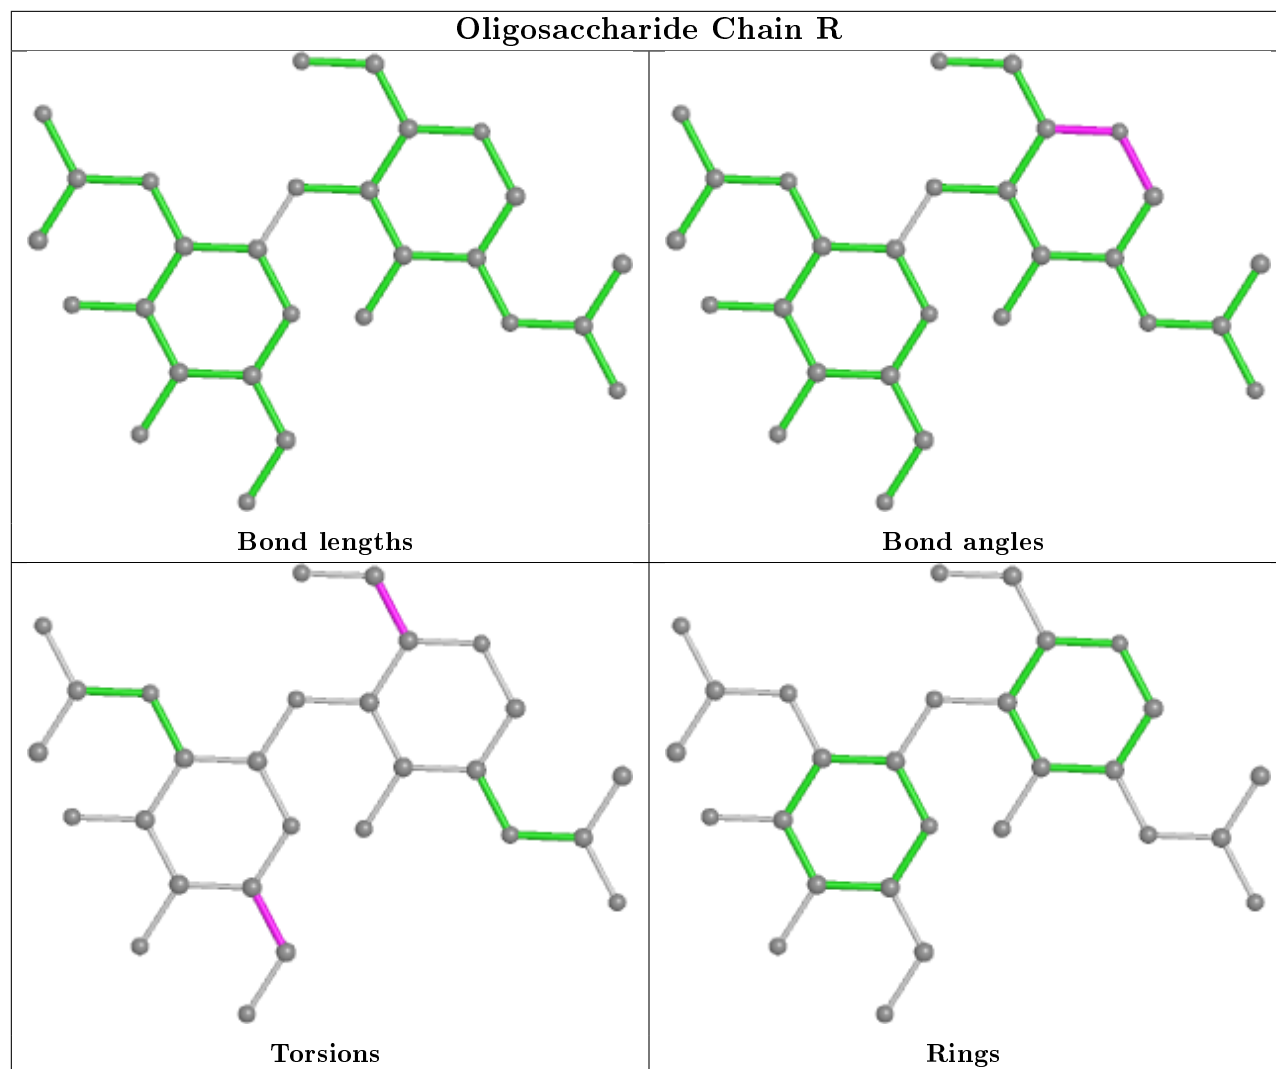 Oligosaccharide Chain R
Bond lengths
Bond angles
Torsions
Rings